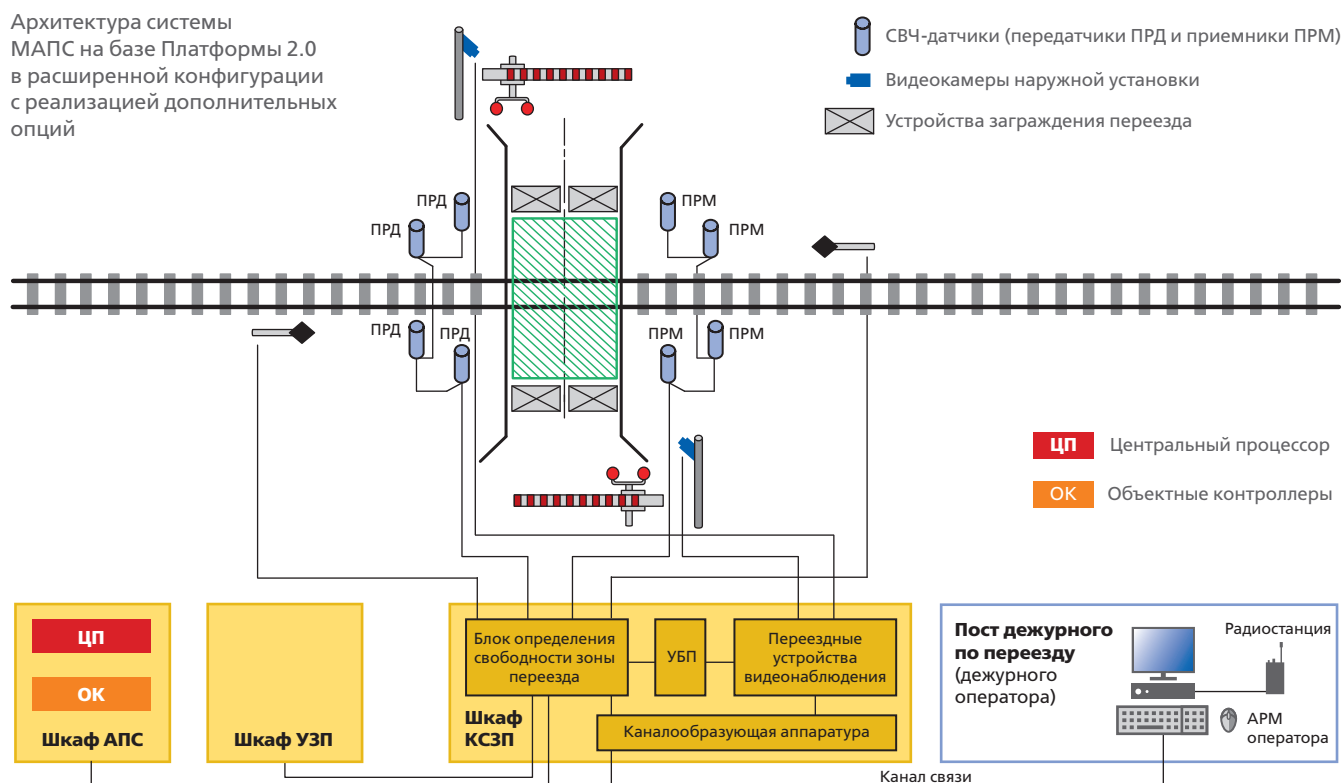 Архитектура системы
МАПС на базе Платформы 2.0
в расширенной конфигурации
с реализацией дополнительных
опций
СВЧ-датчики (передатчики ПРД и приемники ПРМ)
Видеокамеры наружной установки
Устройства заграждения переезда
ПРД
ПРД
ПРМ
ПРМ
ПРД
ПРД
ПРМ
ПРМ
ЦП Центральный процессор
ОК Объектные контроллеры
ЦП
ОК
Шкаф АПС
Шкаф УЗП
Блок определения
свободности зоны
переезда
УБП
Переездные
устройства
видеонаблюдения
Шкаф
КСЗП
Каналообразующая аппаратура
Пост дежурного
по переезду
(дежурного
оператора)
Радиостанция
АРМ
оператора
Канал связи